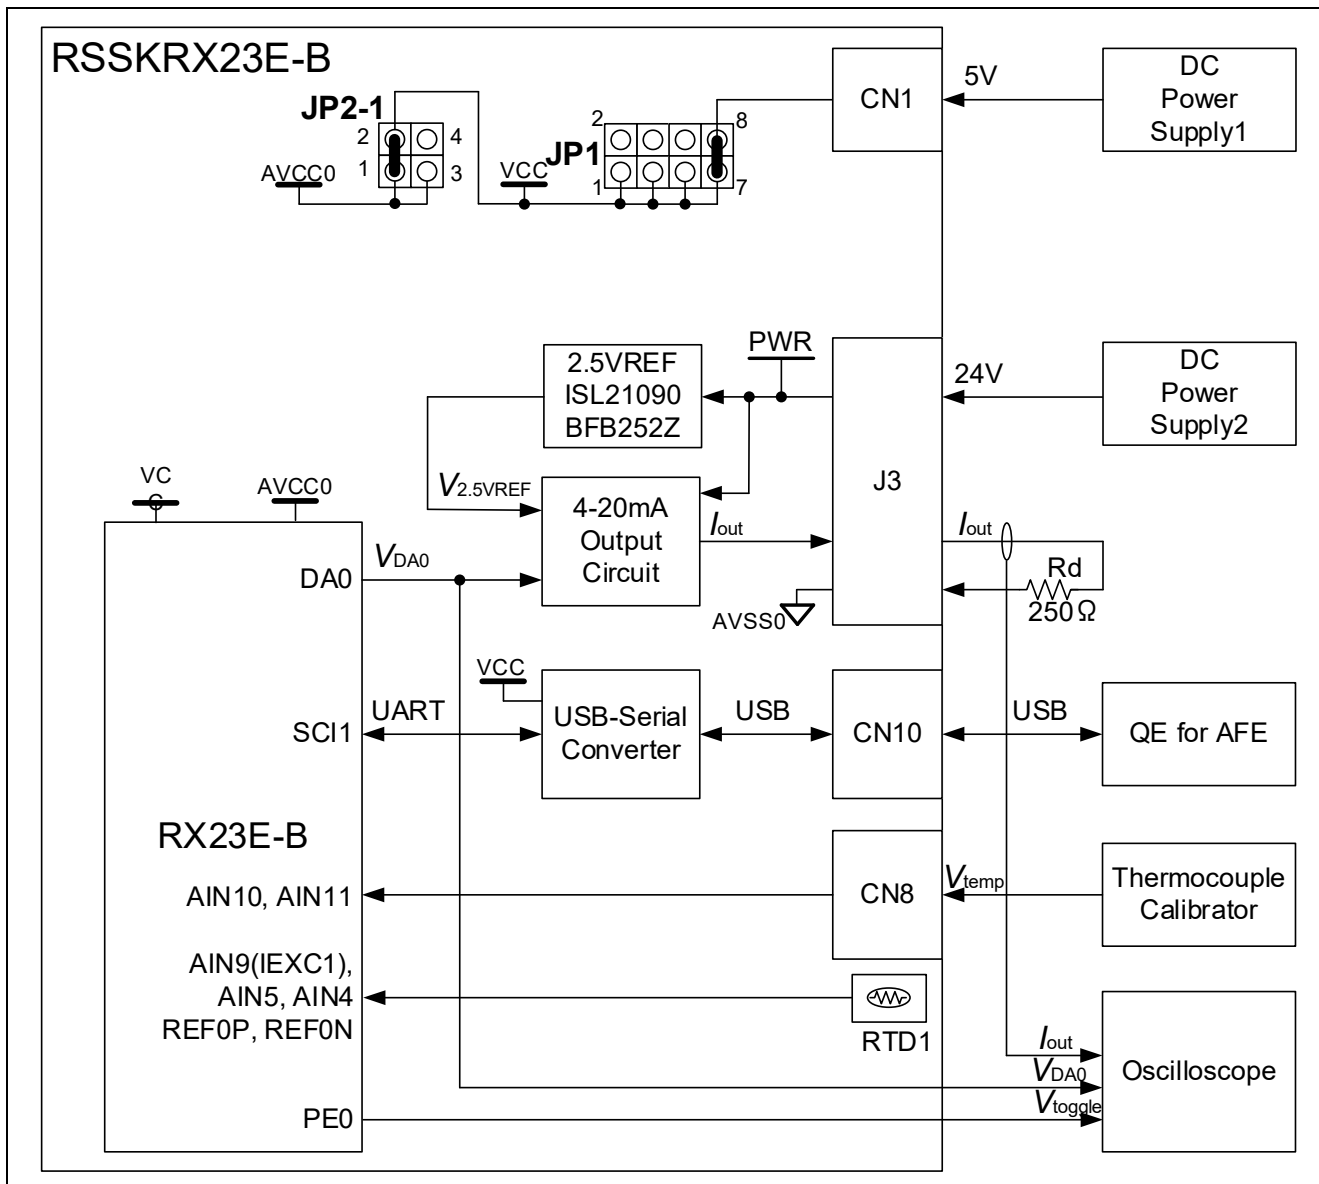 RSSKRX23E-B
JP2-1
2
4
1
3
AVCC0
VCC
JP1
2
8
1
7
CN1
5V
DC
Power
Supply1
2.5VREF
ISL21090
BFB252Z
PWR
J3
24V
DC
Power
Supply2
VC
C
AVCC0
V2.5VREF
4-20mA
Output
Circuit
Iout
Iout
Rd
250Ω
AVSS0
DA0
VDA0
VCC
SCI1
UART
USB-Serial
Converter
USB
CN10
USB
QE for AFE
RX23E-B
AIN10, AIN11
CN8
Vtemp
Thermocouple
Calibrator
AIN9(IEXC1),
AIN5, AIN4
REF0P, REF0N
RTD1
Iout
VDA0
Vtoggle
Oscilloscope
PE0